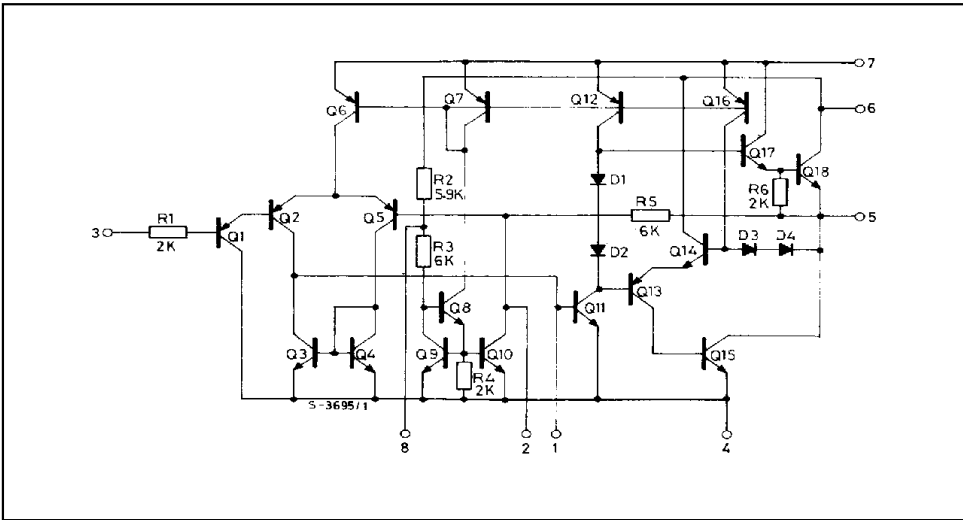 7
Q6
Q7
Q12
Q16
6
Q17
Q18
R2
5.9K
D1
R6
2K
R1
R5
3
2K
Q1
Q2
Q5
6K
5
D3
D4
R3
6K
Q14
D2
Q8
Q11
Q13
Q3
Q4
Q9
Q10
Q15
R4
2K
S-3695/1
8
2
1
4